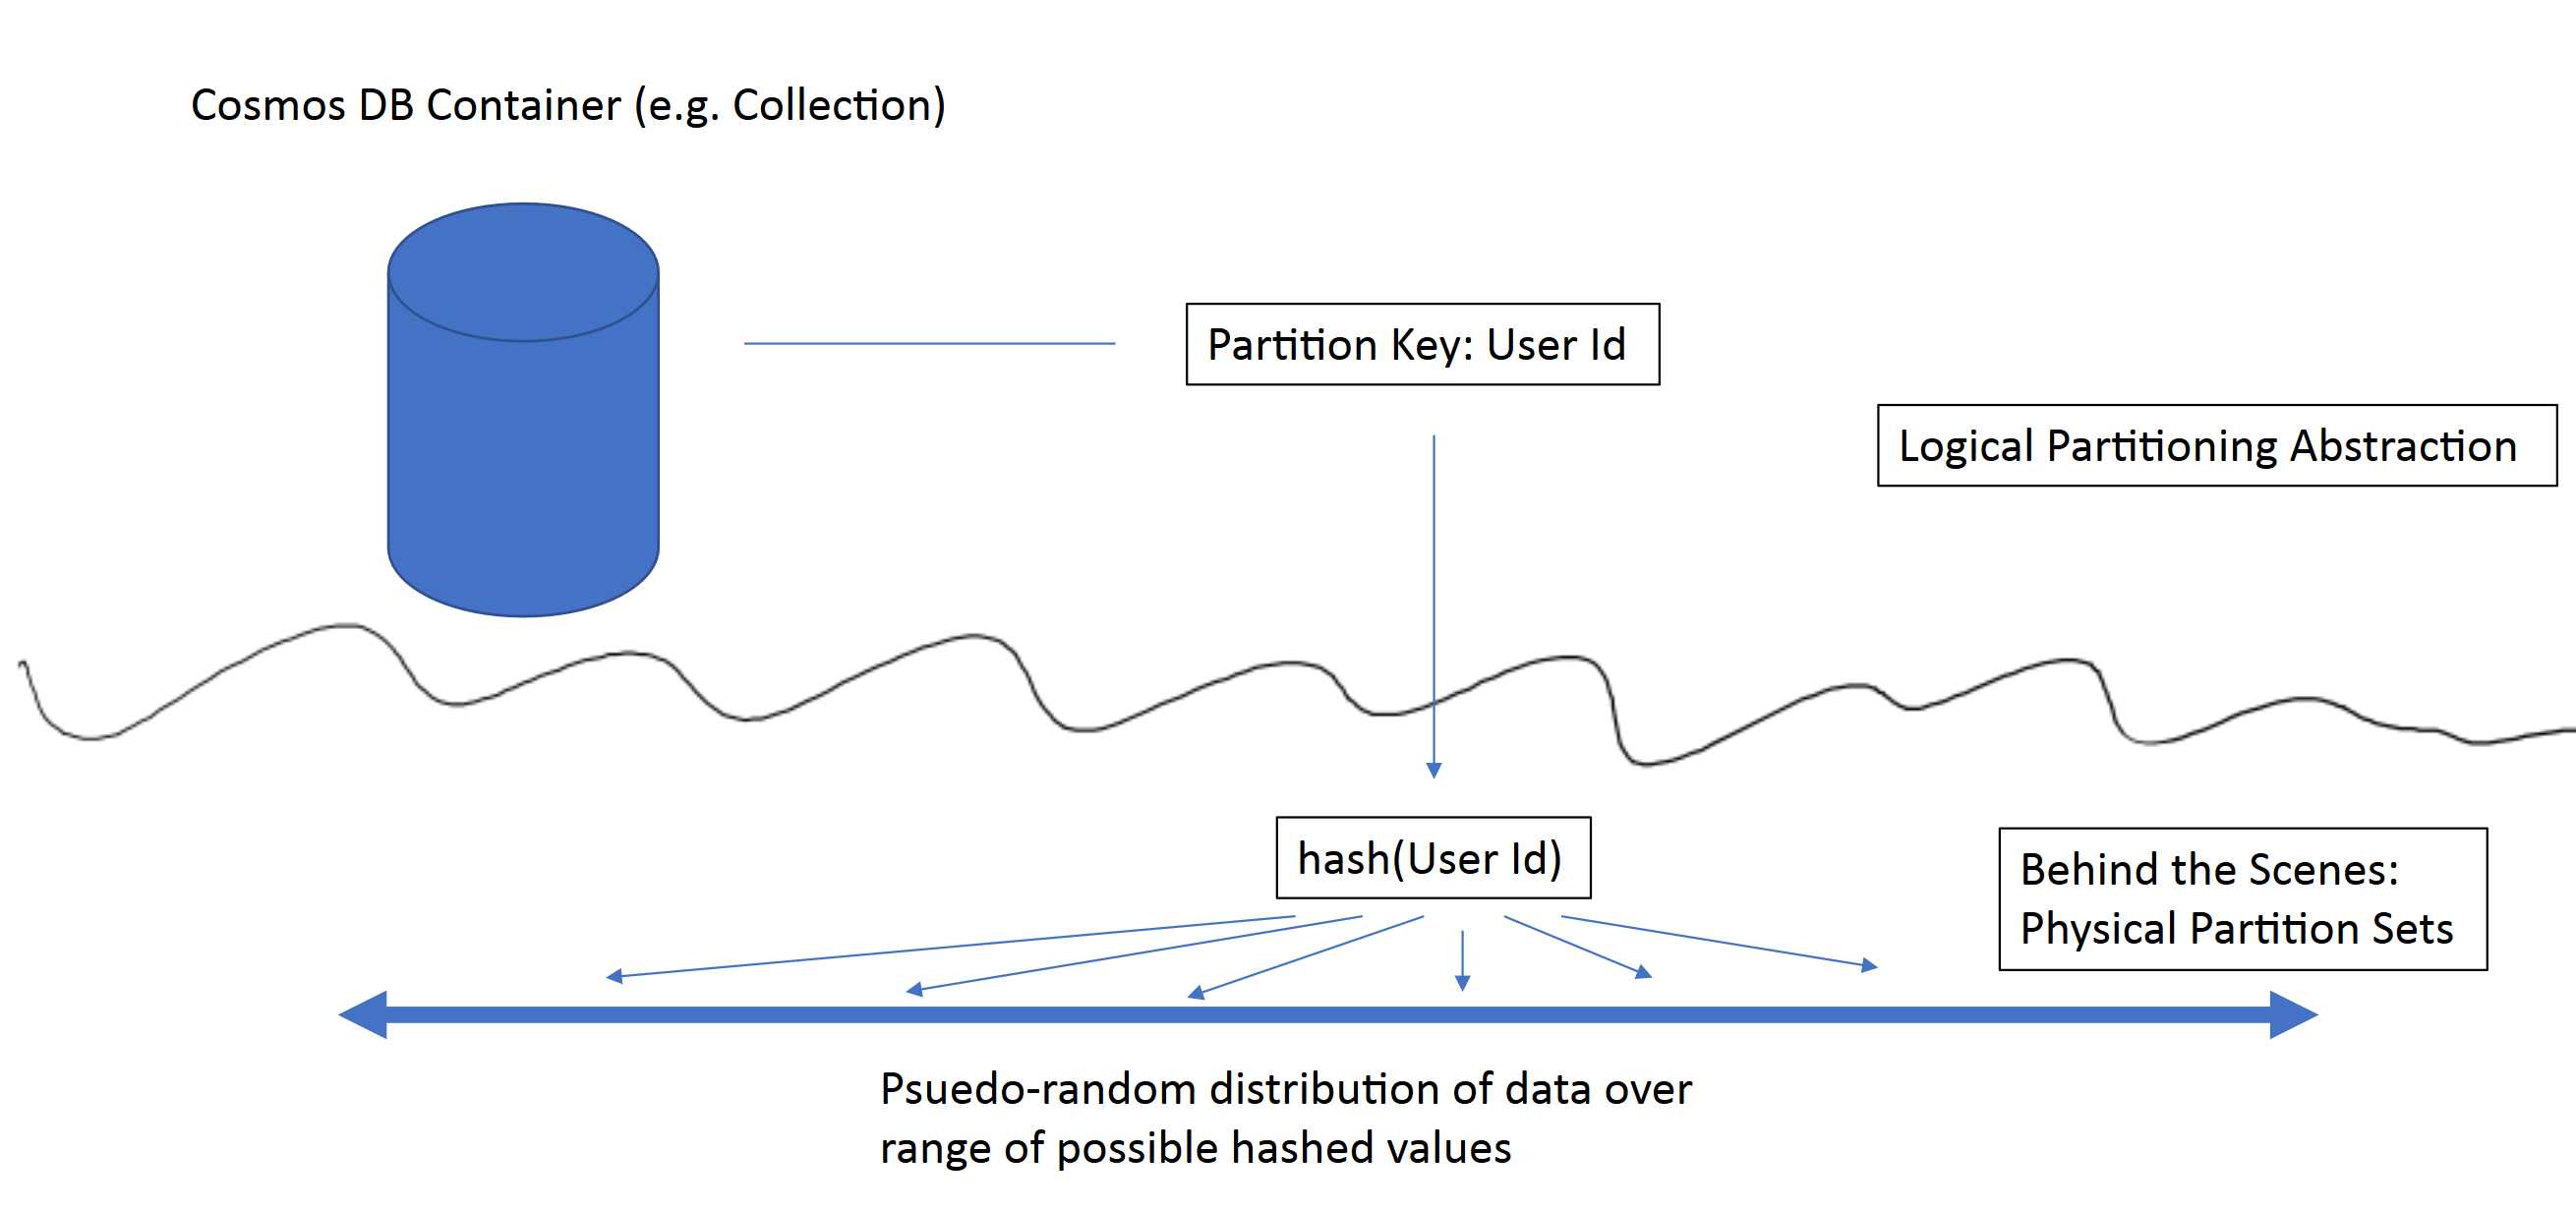 Cosmos DB Container (e.g. Collection)
Partition Key: User Id
Logical Partitioning Abstraction
hash(User Id)
Behind the Scenes:
Physical Partition Sets
Psuedo-random distribution of data over
range of possible hashed values